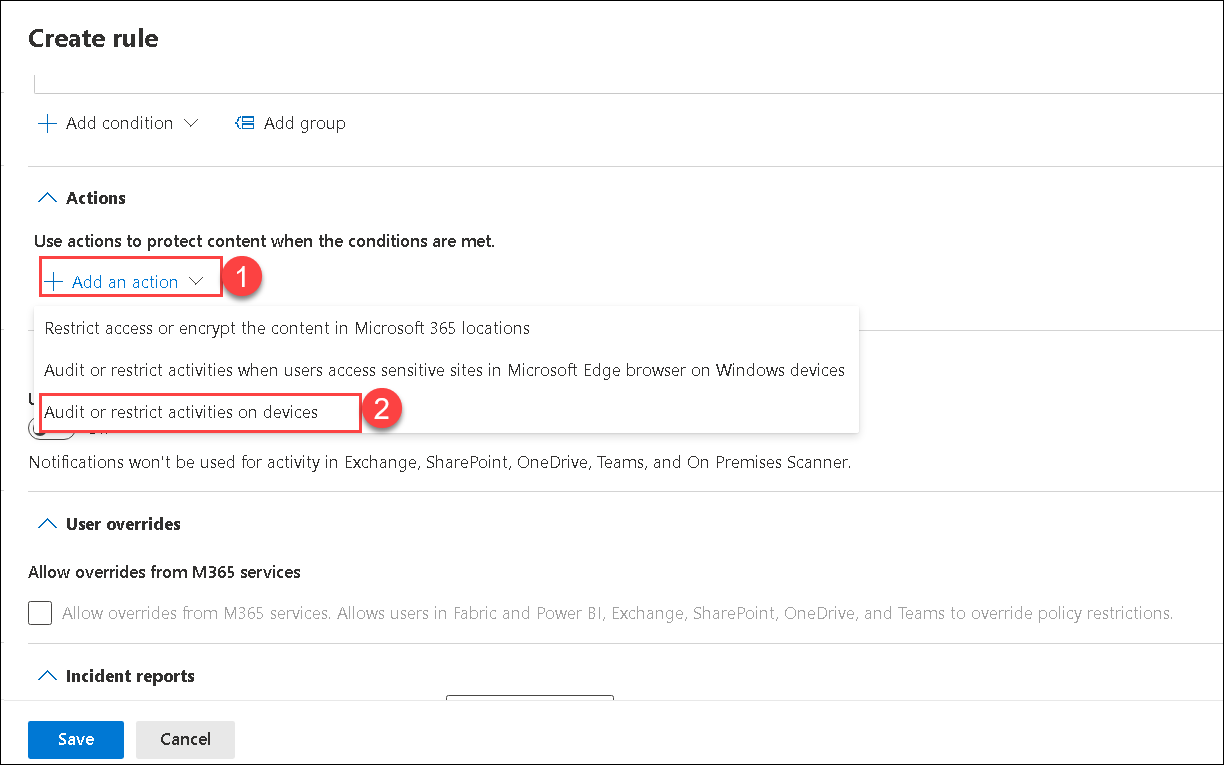 Create rule
Add condition
Add group
Actions
Use actions to protect content when the conditions are met.
Add an action
1
Restrict access or encrypt the content in Microsoft 365 locations
Audit or restrict activities when users access sensitive sites in Microsoft Edge browser on Windows devices
Audit or restrict activities on devices
2
Notifications won't be used for activity in Exchange, SharePoint, OneDrive, Teams, and On Premises Scanner.
User overrides
Allow overrides from M365 services
Allow overrides from M365 services. Allows users in Fabric and Power BI, Exchange, SharePoint, OneDrive, and Teams to override policy restrictions.
Incident reports
Save
Cancel